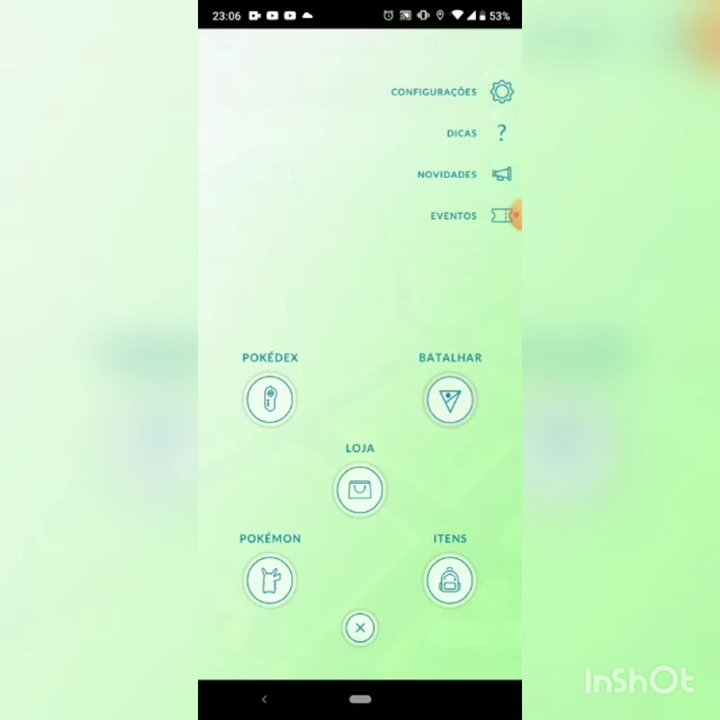 23:06
53%
CONFIGURAÇÕES
DICAS ?
NOVIDADES
EVENTOS
POKÉDEX
BATALHAR
LOJA
POKÉMON
ITENS
InShOt